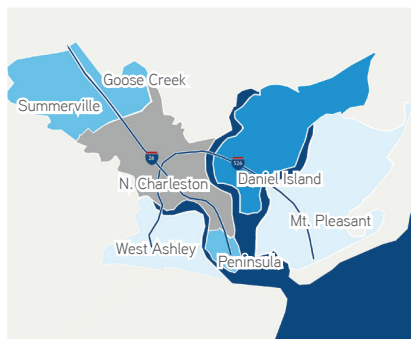 Goose Creek
Summerville
26
526
N. Charleston
Daniel Island
Mt. Pleasant
West Ashley
Peninsula